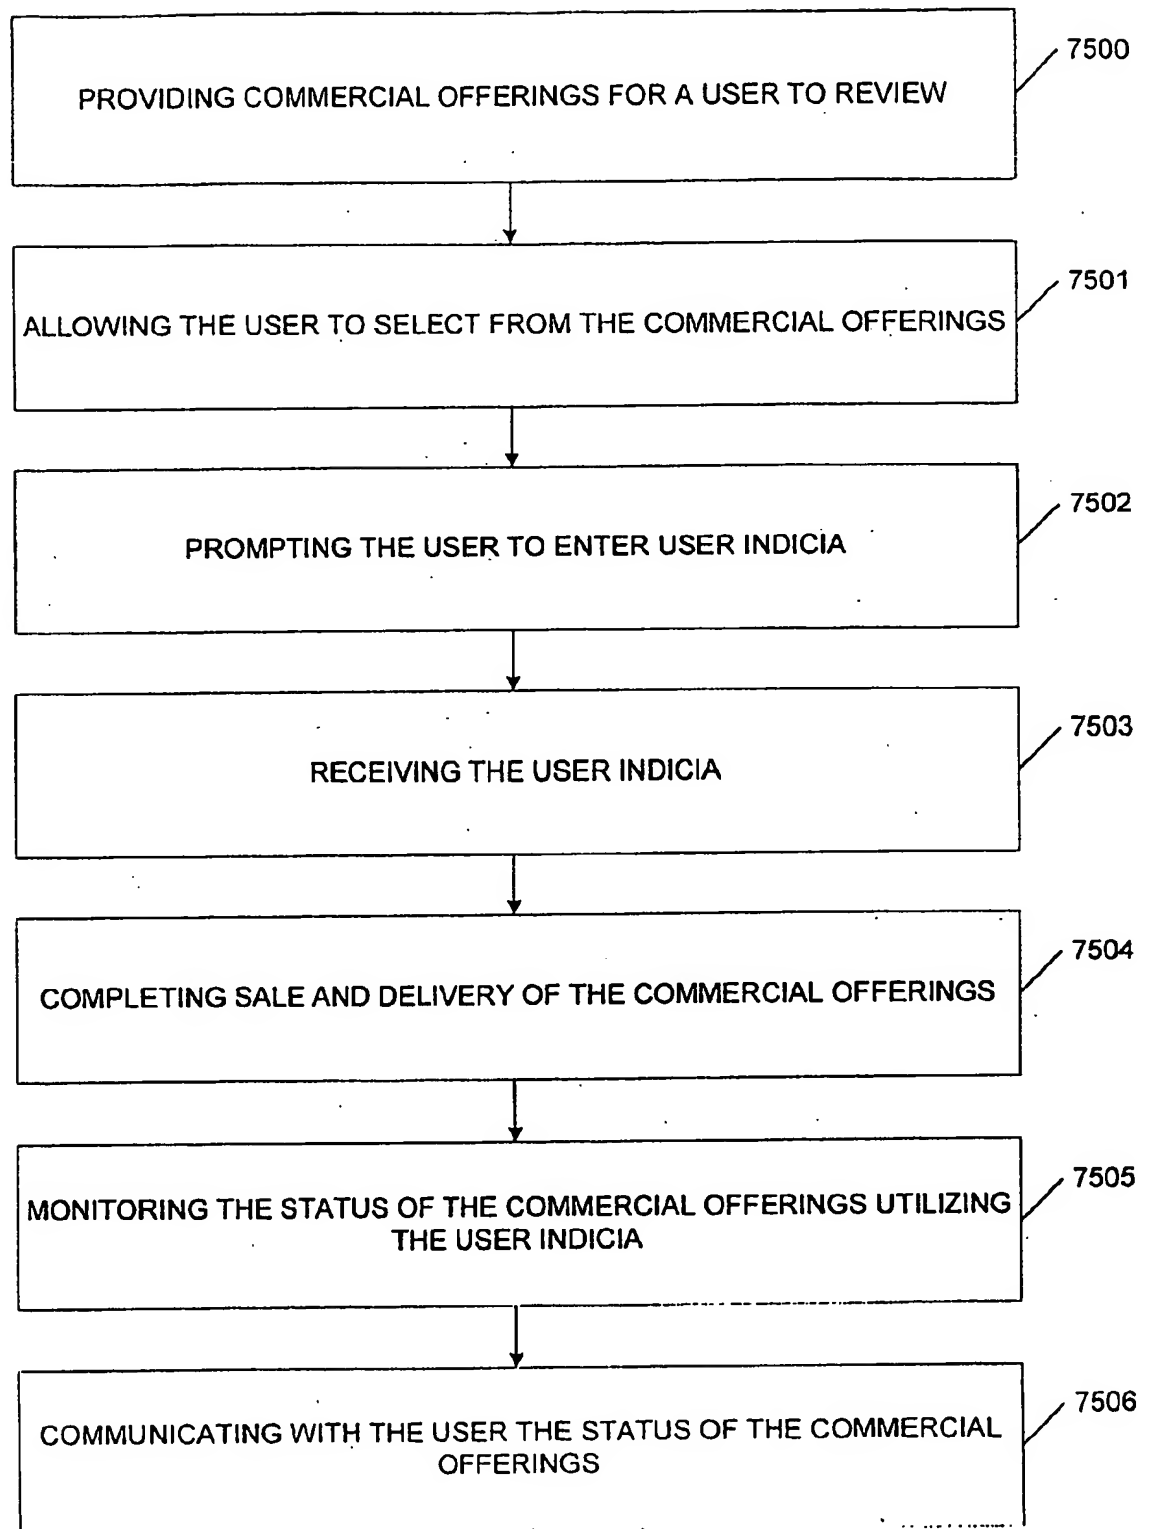 PROVIDING COMMERCIAL OFFERINGS FOR A USER TO REVIEW
7500
ALLOWING THE USER TO SELECT FROM THE COMMERCIAL OFFERINGS
7501
PROMPTING THE USER TO ENTER USER INDICIA
7502
RECEIVING THE USER INDICIA
7503
COMPLETING SALE AND DELIVERY OF THE COMMERCIAL OFFERINGS
7504
MONITORING THE STATUS OF THE COMMERCIAL OFFERINGS UTILIZING
THE USER INDICIA
7505
COMMUNICATING WITH THE USER THE STATUS OF THE COMMERCIAL
OFFERINGS
7506